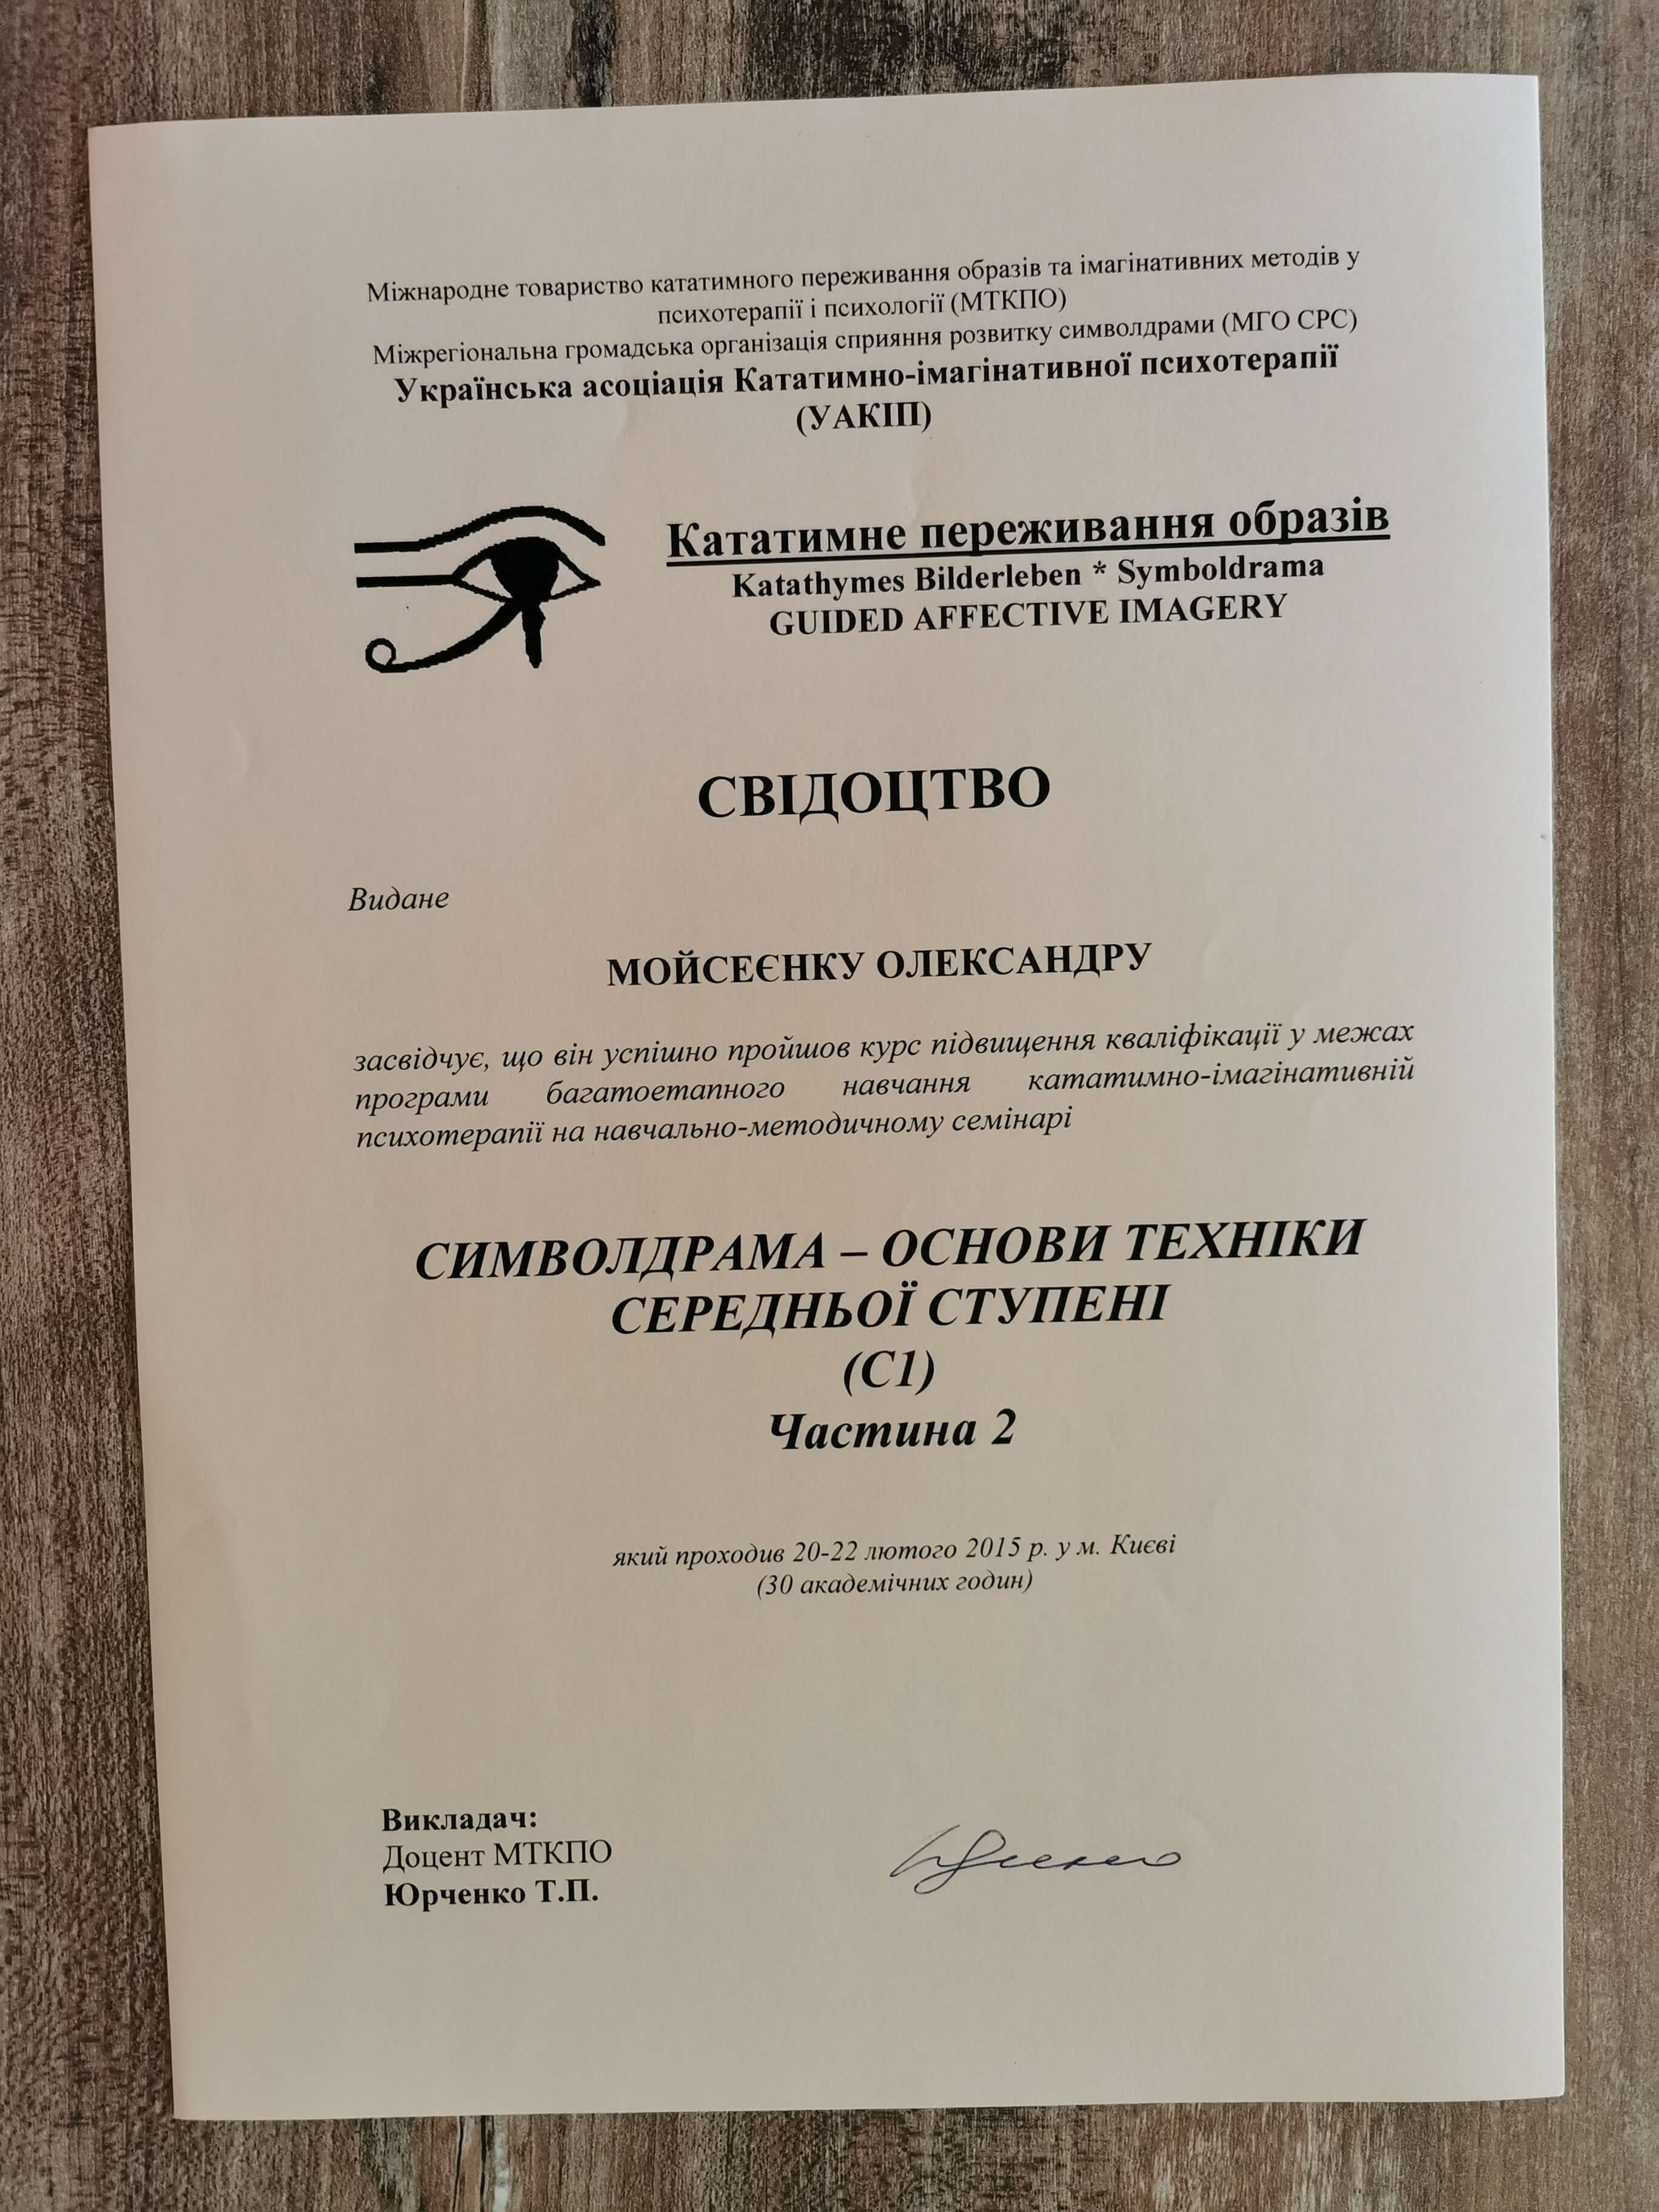 Міжнародне товариство кататимного переживання образів та імагінативних методів у
психотерапії і психології (МТКПО)
Міжрегіональна громадська організація сприяння розвитку символдрами (МГО СРС)
Українська асоціація Кататимно-імагінативної психотерапії
(УАКІП)
Кататимне переживання образів
Katathymes Bilderleben * Symboldrama
GUIDED AFFECTIVE IMAGERY
СВІДОЦТВО
Видане
МОЙСЕЄНКУ ОЛЕКСАНДРУ
засвідчує, що він успішно пройшов курс підвищення кваліфікації у межах
програми багатоетапного навчання кататимно-імагінативній
психотерапії на навчально-методичному семінарі
СИМВОЛДРАМА – ОСНОВИ ТЕХНІКИ
СЕРЕДНЬОЇ СТУПЕНІ
(С1)
Частина 2
який проходив 20-22 лютого 2015 р. у м. Києві
(30 академічних годин)
Викладач:
Доцент МТКПО
Юрченко Т.П.